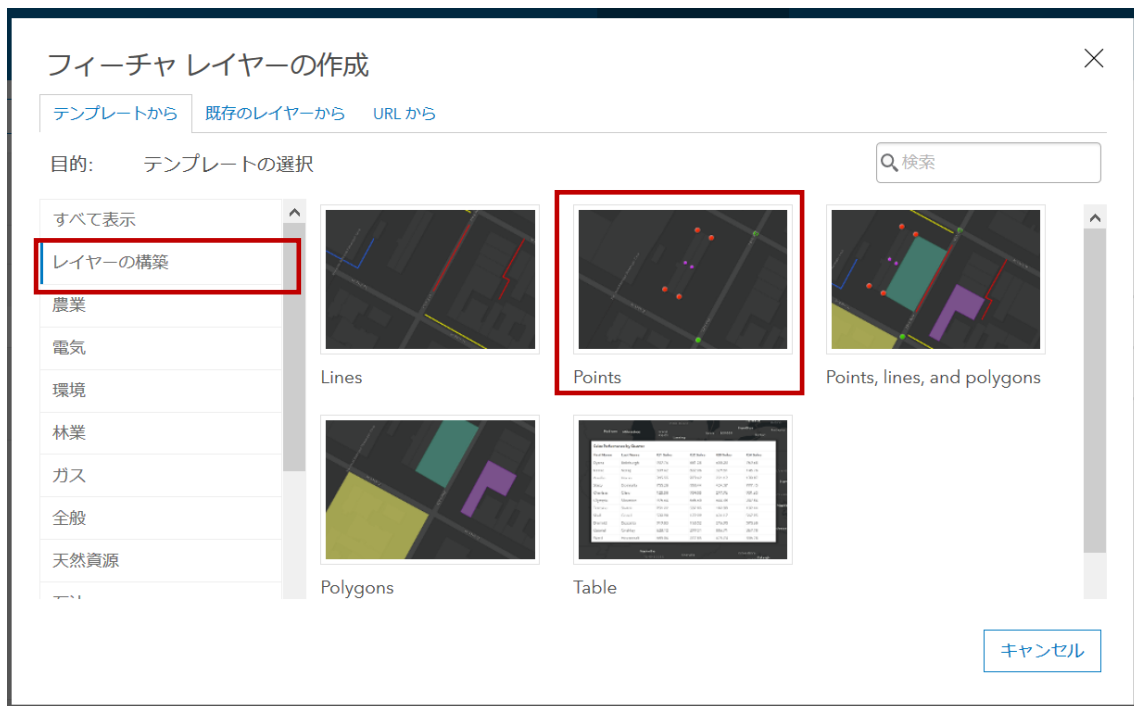 フィーチャ レイヤーの作成
テンプレートから 既存のレイヤーから URL から
目的: テンプレートの選択
検索
すべて表示
レイヤーの構築
農業
電気
環境
林業
ガス
全般
天然資源
Lines
Points
Points, lines, and polygons
Polygons
Table
キャンセル